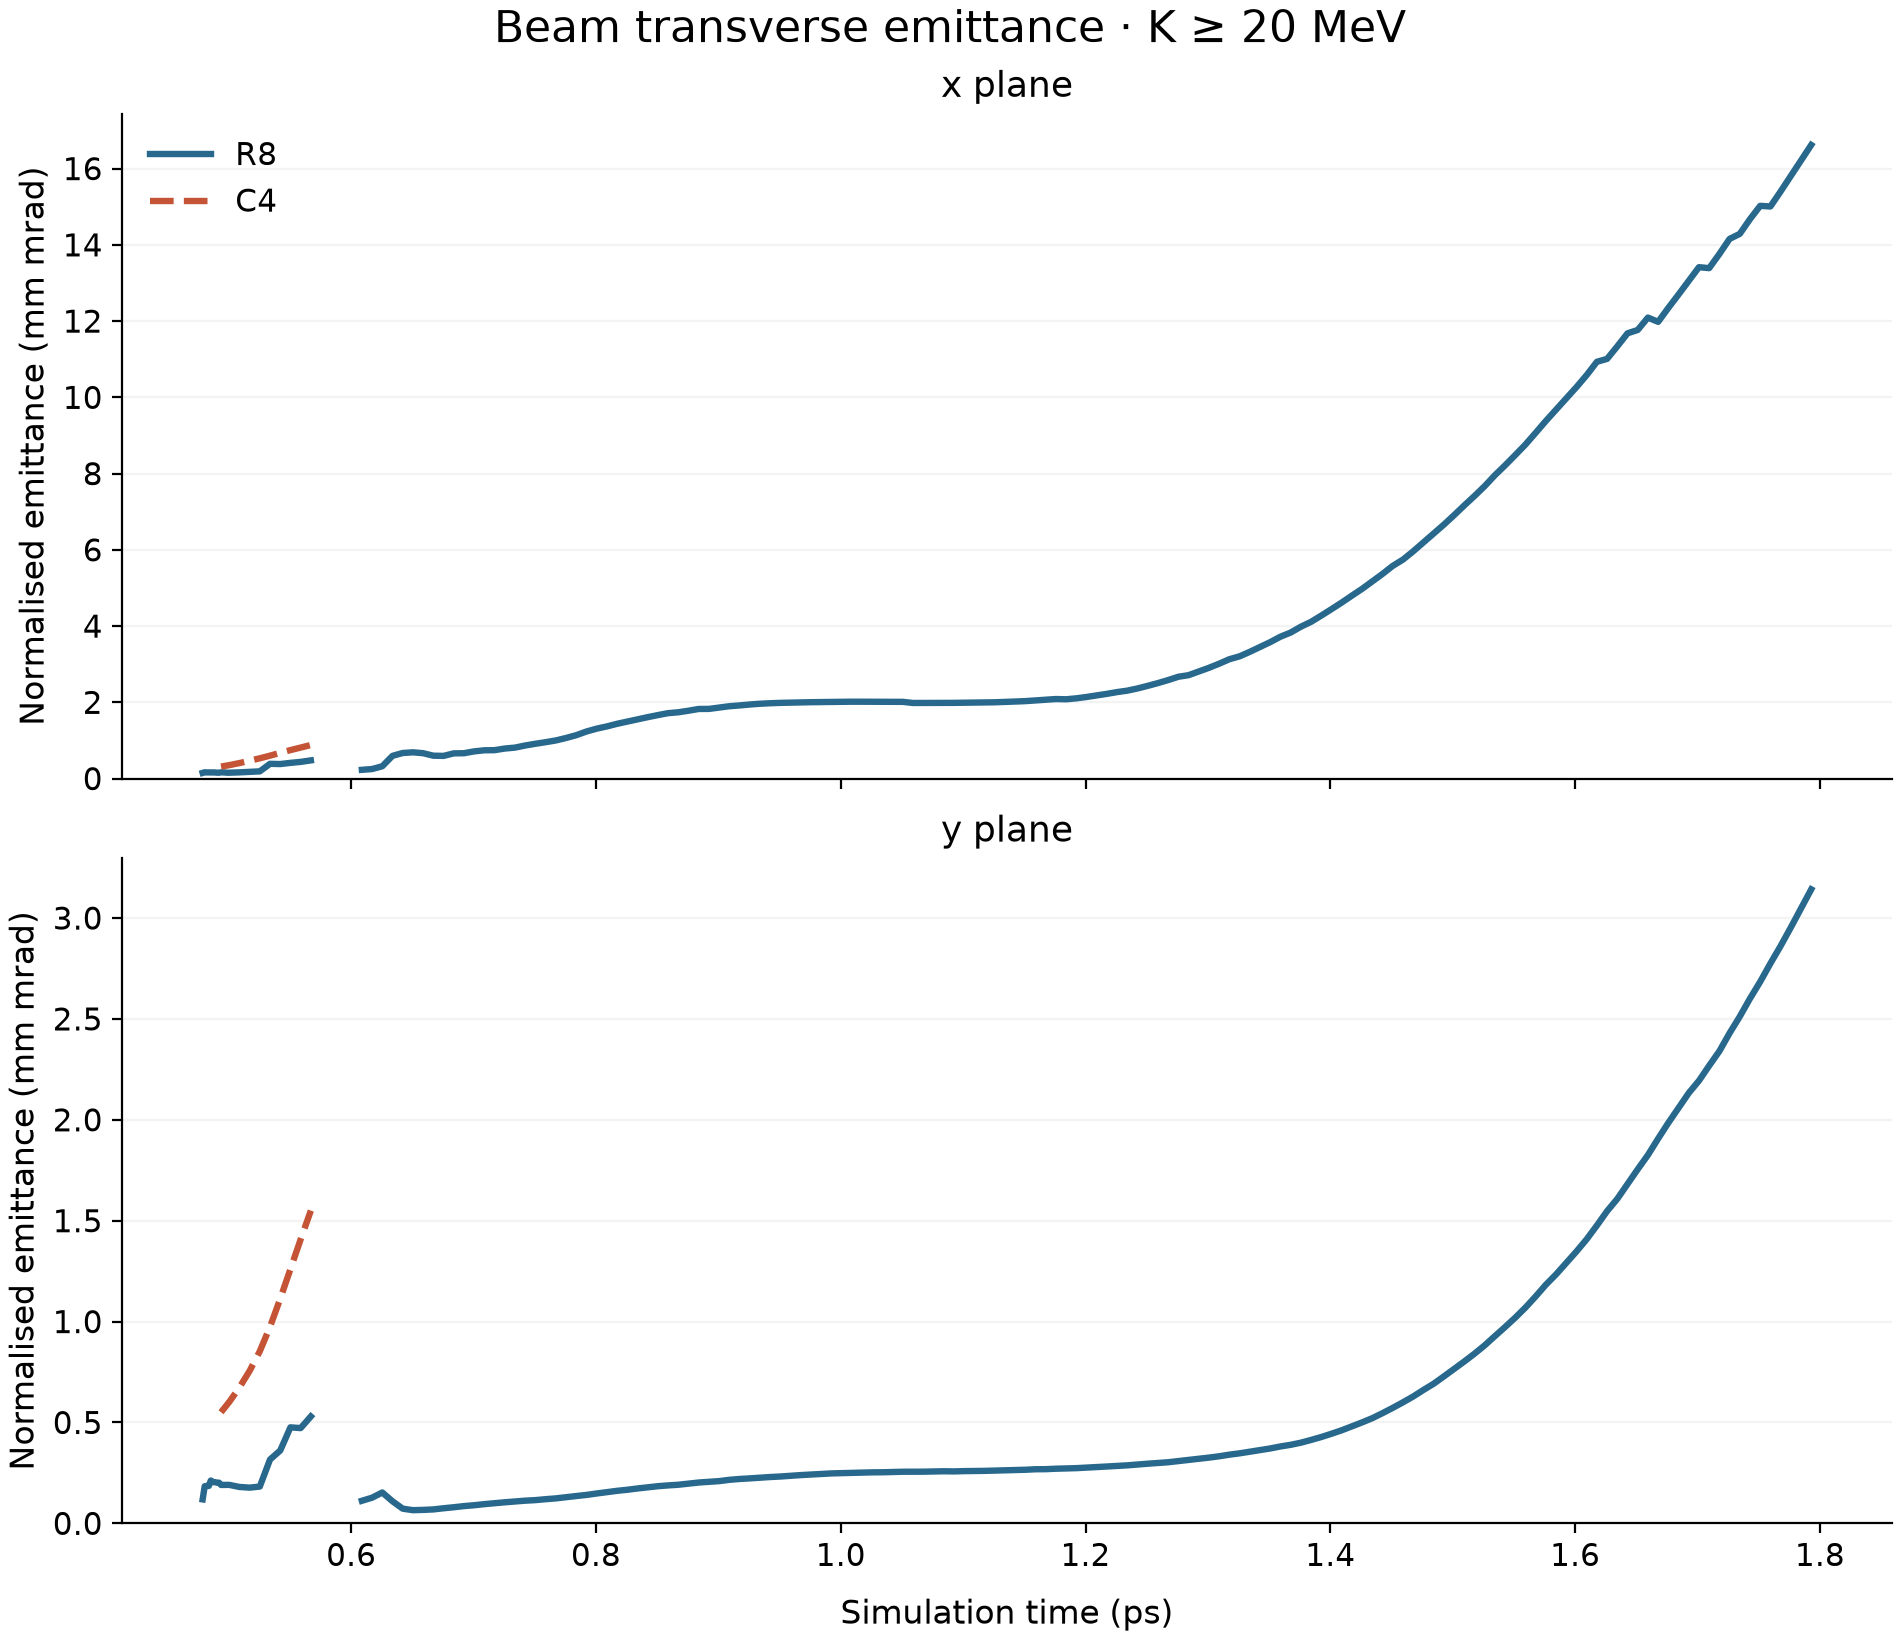 Beam transverse emittance · K ≥ 20 MeV
x plane
R8
C4
Normalised emittance (mm mrad)
16
14
12
10
8
6
4
2
0
y plane
Normalised emittance (mm mrad)
3.0
2.5
2.0
1.5
1.0
0.5
0.0
0.6 0.8 1.0 1.2 1.4 1.6 1.8
Simulation time (ps)